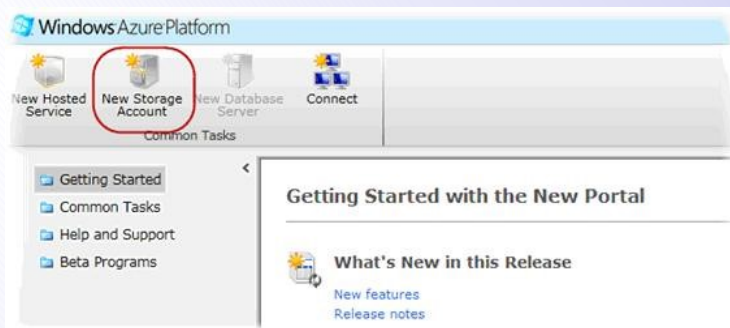 Windows Azure Platform
New Hosted Service
New Storage Account
New Database Server
Connect
Common Tasks
Getting Started
Common Tasks
Help and Support
Beta Programs
<
Getting Started with the New Portal
What's New in this Release
New features
Release notes